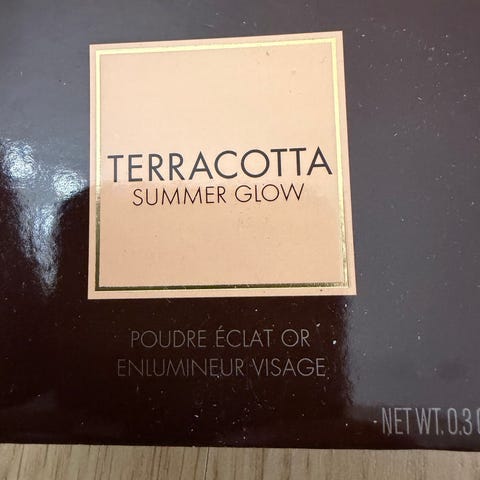 TERRACOTTA
SUMMER GLOW
POUDRE ÉCLAT OR
ENLUMINEUR VISAGE
NET WT. 0.3